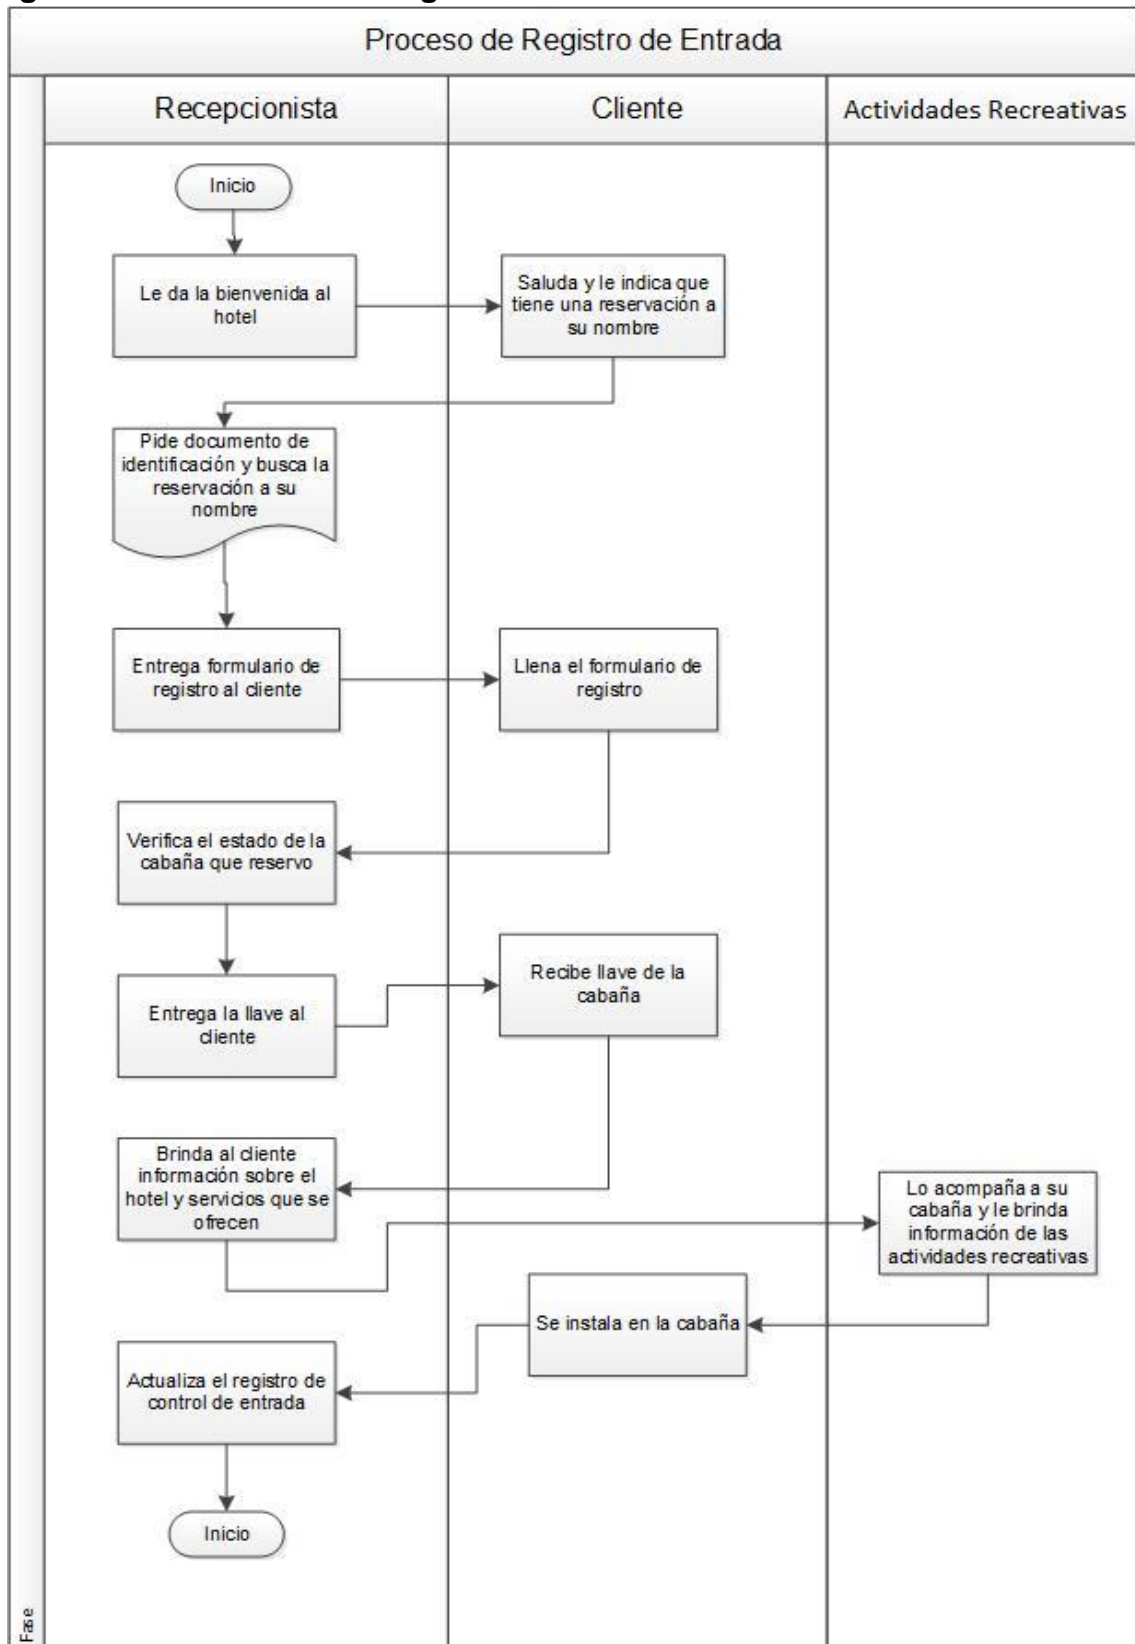 Proceso de Registro de Entrada
Recepcionista
Cliente
Actividades Recreativas
Inicio
Le da la bienvenida al
hotel
Saluda y le indica que
tiene una reservación a
su nombre
Pide documento de
identificación y busca la
reservación a su
nombre
Entrega formulario de
registro al cliente
Llena el formulario de
registro
Verifica el estado de la
cabaña que reservo
Entrega la llave al
cliente
Recibe llave de la
cabaña
Brinda al cliente
información sobre el
hotel y servicios que se
ofrecen
Lo acompaña a su
cabaña y le brinda
información de las
actividades recreativas
Se instala en la cabaña
Actualiza el registro de
control de entrada
Inicio
Fase